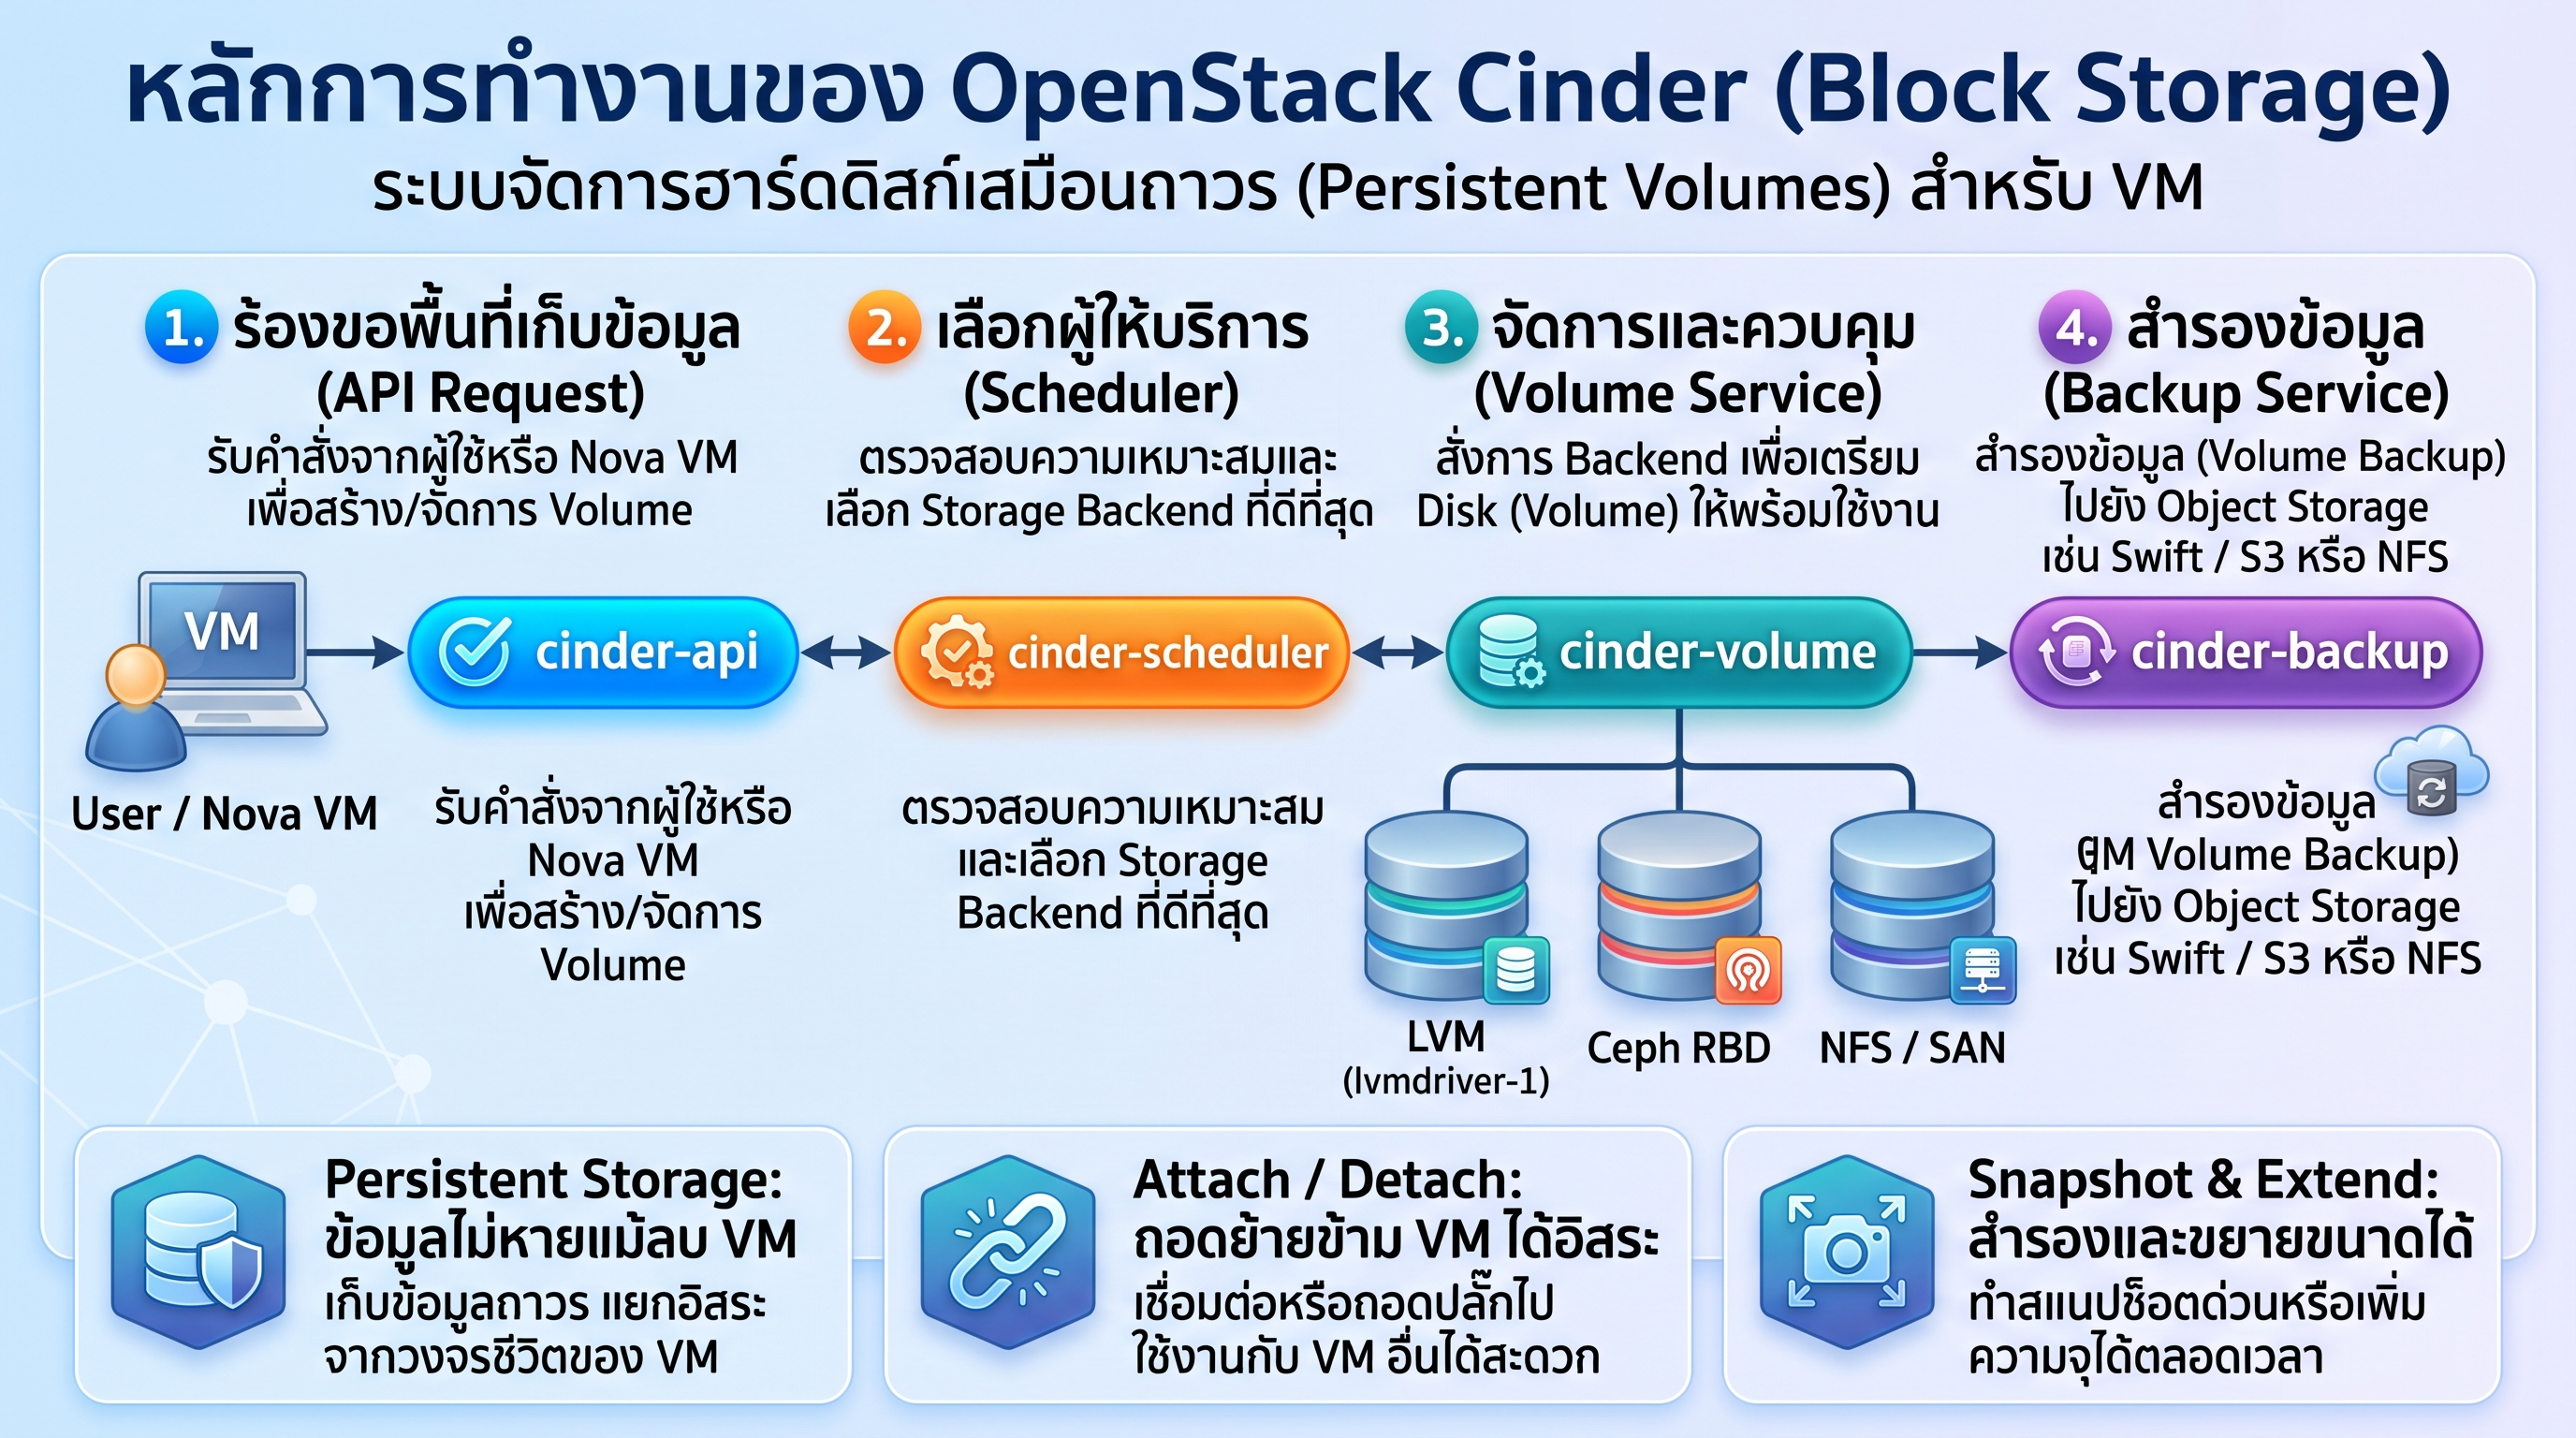 หลักการทำงานของ OpenStack Cinder (Block Storage)
ระบบจัดการฮาร์ดดิสก์เสมือนถาวร (Persistent Volumes) สำหรับ VM
1. ร้องขอพื้นที่เก็บข้อมูล
(API Request)
รับคำสั่งจากผู้ใช้หรือ Nova VM
เพื่อสร้าง/จัดการ Volume
2. เลือกผู้ให้บริการ
(Scheduler)
ตรวจสอบความเหมาะสมและ
เลือก Storage Backend ที่ดีที่สุด
3. จัดการและควบคุม
(Volume Service)
สั่งการ Backend เพื่อเตรียม
Disk (Volume) ให้พร้อมใช้งาน
4. สำรองข้อมูล
(Backup Service)
สำรองข้อมูล (Volume Backup)
ไปยัง Object Storage
เช่น Swift / S3 หรือ NFS
VM
User / Nova VM
cinder-api
รับคำสั่งจากผู้ใช้หรือ
Nova VM
เพื่อสร้าง/จัดการ
Volume
cinder-scheduler
ตรวจสอบความเหมาะสม
และเลือก Storage
Backend ที่ดีที่สุด
cinder-volume
LVM
(lvmdriver-1)
Ceph RBD
NFS / SAN
cinder-backup
สำรองข้อมูล
Volume Backup)
ไปยัง Object Storage
เช่น Swift / S3 หรือ NFS
Persistent Storage:
ข้อมูลไม่หายแม้ลบ VM
เก็บข้อมูลถาวร แยกอิสระ
จากวงจรชีวิตของ VM
Attach / Detach:
ถอดย้ายข้าม VM ได้อิสระ
เชื่อมต่อหรือถอดปลั๊กไป
ใช้งานกับ VM อื่นได้สะดวก
Snapshot & Extend:
สำรองและขยายขนาดได้
ทำสแนปช็อตด่วนหรือเพิ่ม
ความจุได้ตลอดเวลา